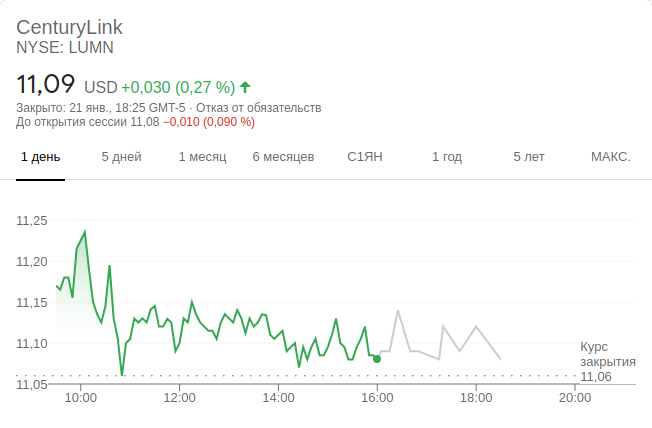 CenturyLink
NYSE: LUMN
11,09 USD +0,030 (0,27 %)
Закрыто: 21 янв., 18:25 GMT-5 · Отказ от обязательств
До открытия сессии 11,08 −0,010 (0,090 %)
1 день 5 дней 1 месяц 6 месяцев С1ЯН 1 год 5 лет МАКС.
11,25
11,20
11,15
11,10
11,05
Курс
закрытия
11,06
10:00 12:00 14:00 16:00 18:00 20:00